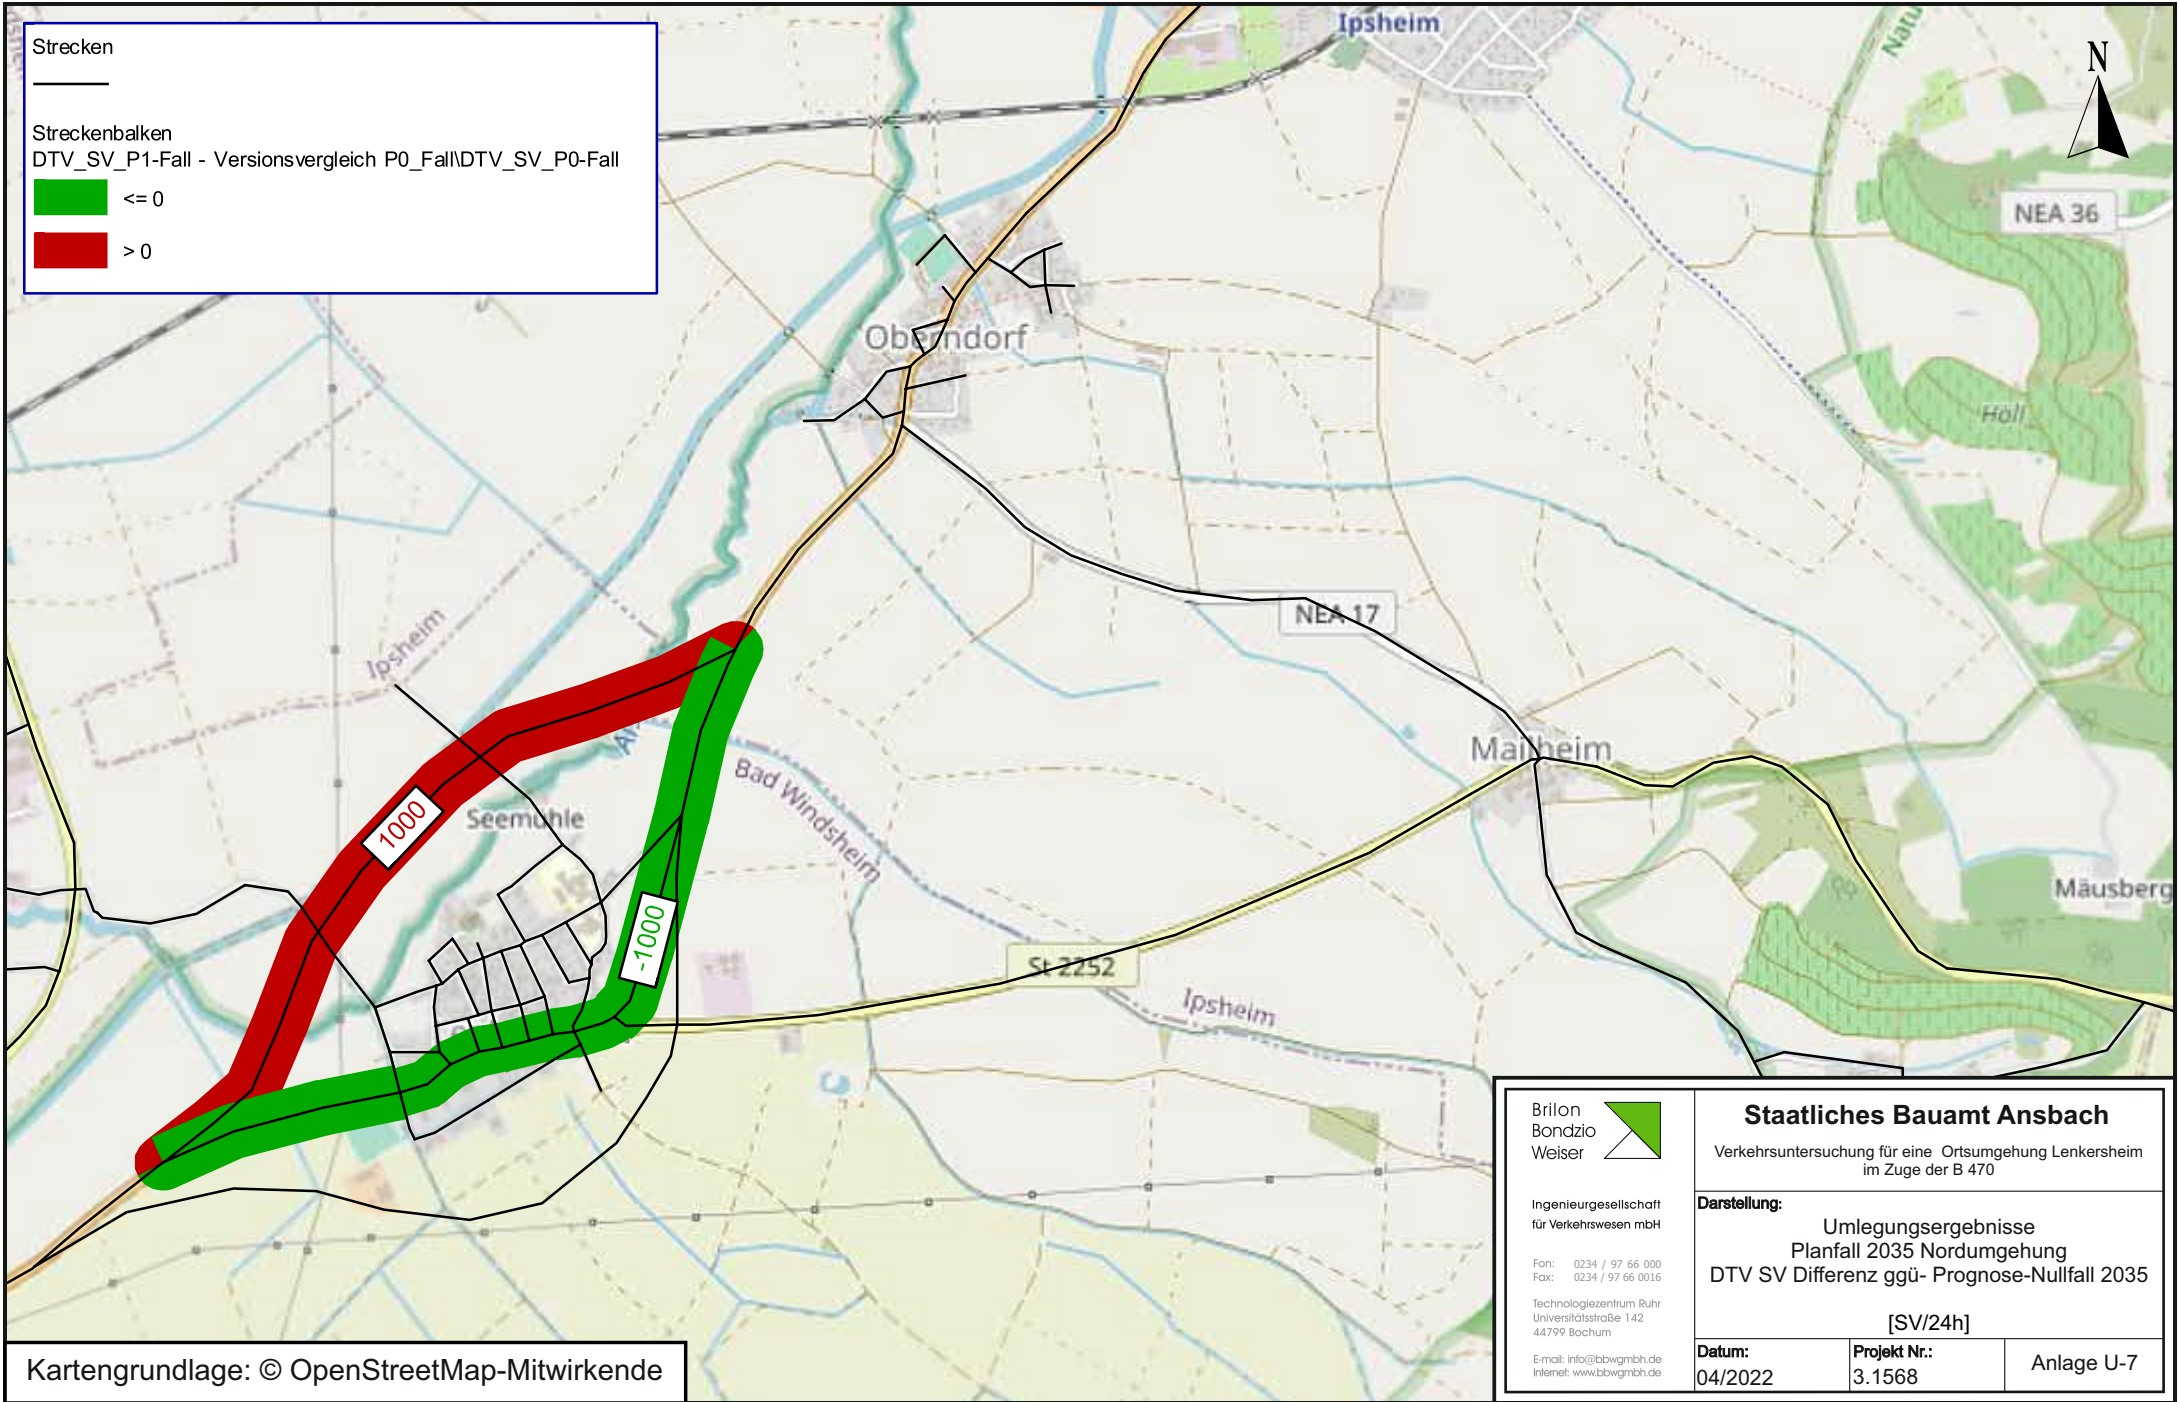 Strecken
Streckenbalken
DTV_SV_P1-Fall - Versionsvergleich P0_Fall\DTV_SV_P0-Fall
<= 0
> 0
Ipsheim
Natu
N
NEA 36
Oberndorf
Höll
NEA 17
Ipsheim
Mailheim
Bad Windsheim
Seemühle
1000
-1000
Mäusberg
St 2252
Ipsheim
Brilon
Bondzio
Weiser
Ingenieurgesellschaft
für Verkehrswesen mbH
Fon: 0234 / 97 66 000
Fax: 0234 / 97 66 0016
Technologiezentrum Ruhr
Universitätsstraße 142
44799 Bochum
E-mail: info@bbwgmbh.de
Internet: www.bbwgmbh.de
Staatliches Bauamt Ansbach
Verkehrsuntersuchung für eine Ortsumgehung Lenkersheim
im Zuge der B 470
Darstellung:
Umlegungsergebnisse
Planfall 2035 Nordumgehung
DTV SV Differenz ggü- Prognose-Nullfall 2035
[SV/24h]
Datum:
04/2022
Projekt Nr.:
3.1568
Anlage U-7
Kartengrundlage: © OpenStreetMap-Mitwirkende